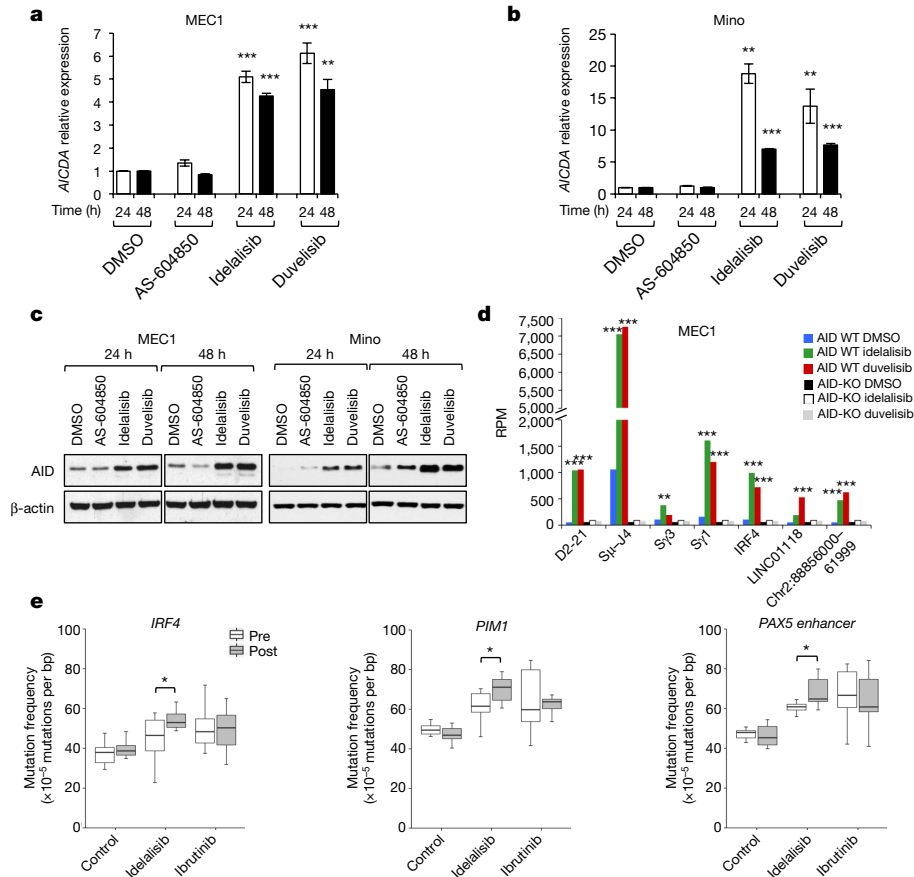 a
MEC1
AICDA relative expression
7
6
5
4
3
2
1
0
***
***
***
**
Time (h)
24 48 24 48 24 48 24 48
DMSO
AS-604850
Idelalisib
Duvelisib
b
Mino
AICDA relative expression
25
20
15
10
5
0
**
***
**
***
Time (h)
24 48 24 48 24 48 24 48
DMSO
AS-604850
Idelalisib
Duvelisib
c
MEC1 Mino
24 h 48 h 24 h 48 h
DMSO AS-604850 Idelalisib Duvelisib DMSO AS-604850 Idelalisib Duvelisib DMSO AS-604850 Idelalisib Duvelisib DMSO AS-604850 Idelalisib Duvelisib
AID
β-actin
d
MEC1
RPM
7,500
7,000
6,500
6,000
5,500
5,000
2,000
1,500
1,000
500
0
*** ***
*** ***
**
*** ***
*** ***
***
*** ***
D2-21
Sμ–J4
Sγ3
Sγ1
IRF4
LINC01118
Chr2:88856000–
61999
AID WT DMSO
AID WT idelalisib
AID WT duvelisib
AID-KO DMSO
AID-KO idelalisib
AID-KO duvelisib
e
IRF4
Mutation frequency
(×10⁻⁵ mutations per bp)
100
80
60
40
20
0
*
Pre
Post
Control
Idelalisib
Ibrutinib
PIM1
Mutation frequency
(×10⁻⁵ mutations per bp)
100
80
60
40
20
0
*
Control
Idelalisib
Ibrutinib
PAX5 enhancer
Mutation frequency
(×10⁻⁵ mutations per bp)
100
80
60
40
20
0
*
Control
Idelalisib
Ibrutinib